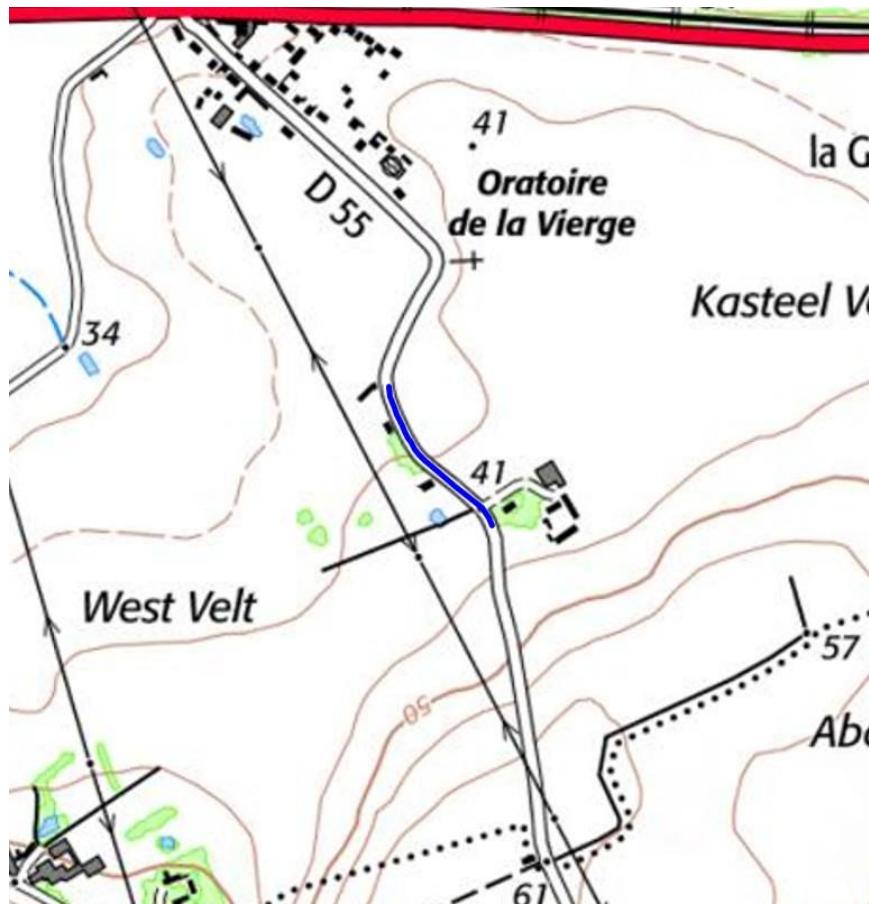 41
la G
Oratoire
de la Vierge
D 55
Kasteel V
34
41
West Velt
50
57
Ab
61